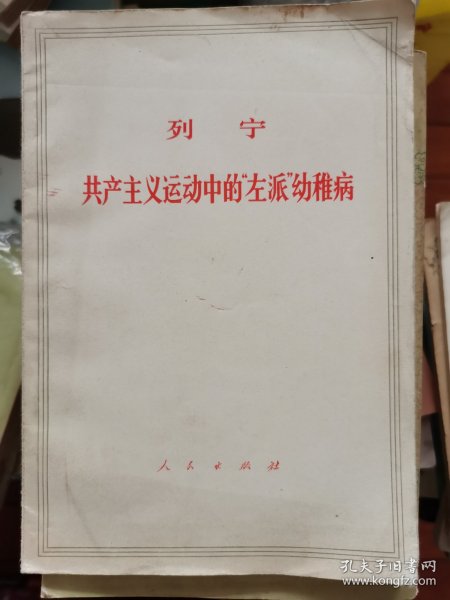 列 宁
共产主义运动中的“左派”幼稚病
人民出版社
孔夫子旧书网
www.kongfz.com